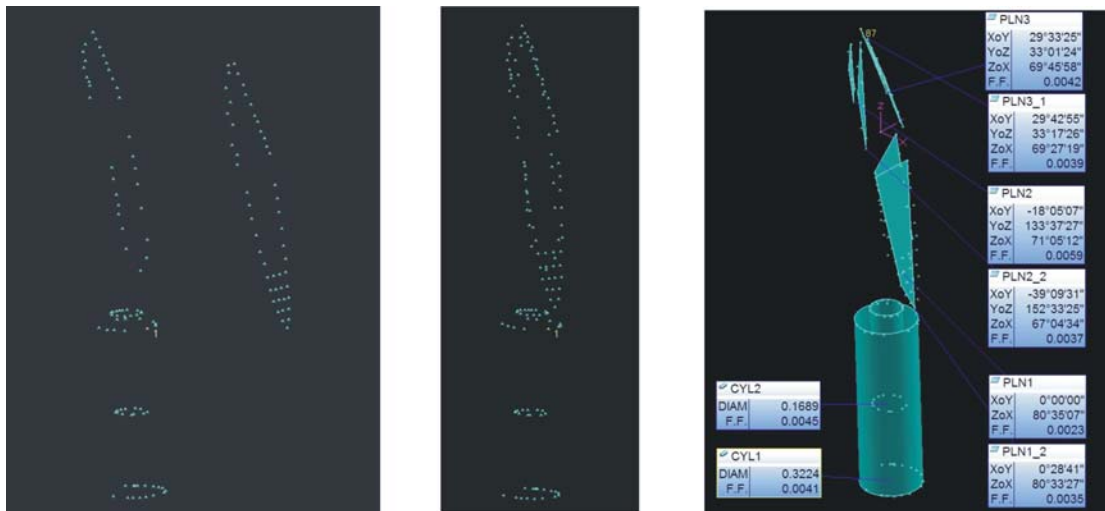 1
1
87
Z
X
PLN3
XoY 29°33'25"
YoZ 33°01'24"
ZoX 69°45'58"
F.F. 0.0042
PLN3_1
XoY 29°42'55"
YoZ 33°17'26"
ZoX 69°27'19"
F.F. 0.0039
PLN2
XoY -18°05'07"
YoZ 133°37'27"
ZoX 71°05'12"
F.F. 0.0059
PLN2_2
XoY -39°09'31"
YoZ 152°33'25"
ZoX 67°04'34"
F.F. 0.0037
PLN1
XoY 0°00'00"
ZoX 80°35'07"
F.F. 0.0023
PLN1_2
XoY 0°28'41"
ZoX 80°33'27"
F.F. 0.0035
CYL2
DIAM 0.1689
F.F. 0.0045
CYL1
DIAM 0.3224
F.F. 0.0041